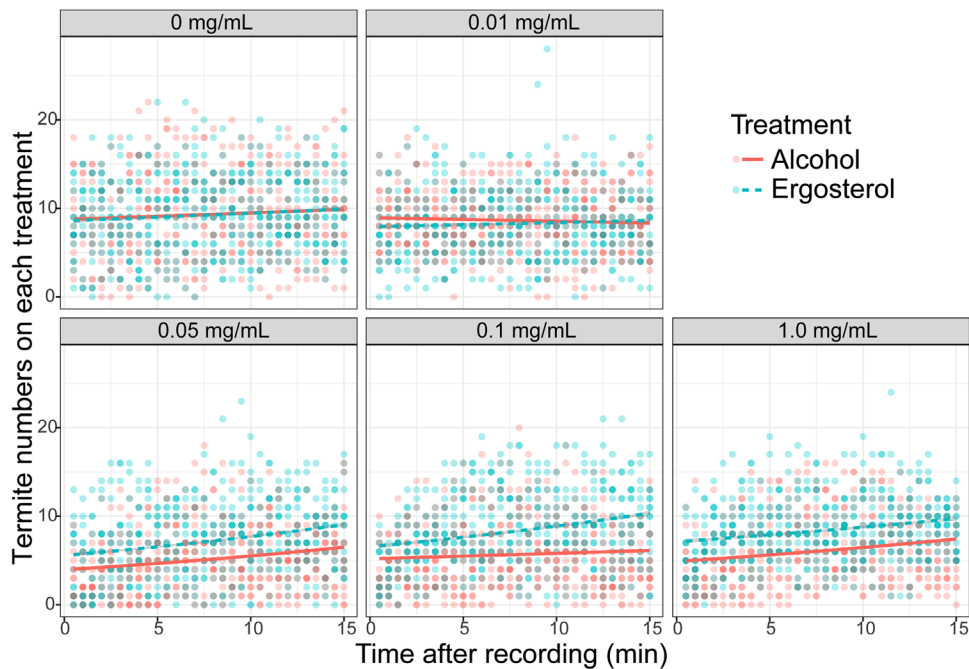 0 mg/mL
0.01 mg/mL
Treatment
Alcohol
Ergosterol
Termite numbers on each treatment
20
10
0
0.05 mg/mL
0.1 mg/mL
1.0 mg/mL
20
10
0
0 5 10 15
0 5 10 15
0 5 10 15
Time after recording (min)